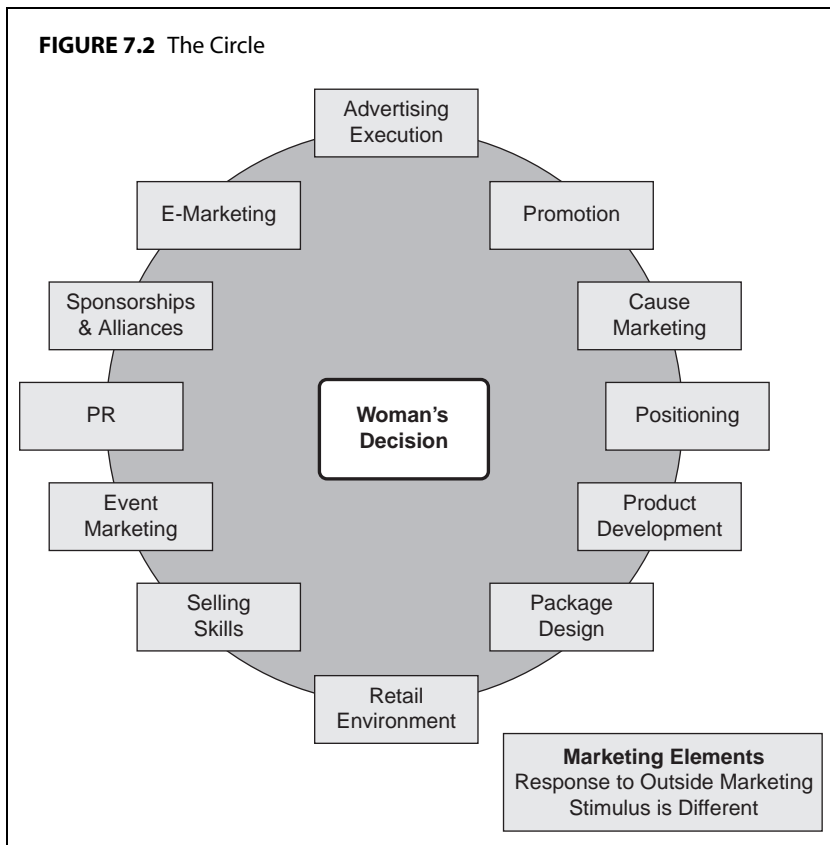 FIGURE 7.2 The Circle
Advertising
Execution
E-Marketing
Promotion
Sponsorships
& Alliances
Cause
Marketing
PR
Woman's
Decision
Positioning
Event
Marketing
Product
Development
Selling
Skills
Package
Design
Retail
Environment
Marketing Elements
Response to Outside Marketing
Stimulus is Different